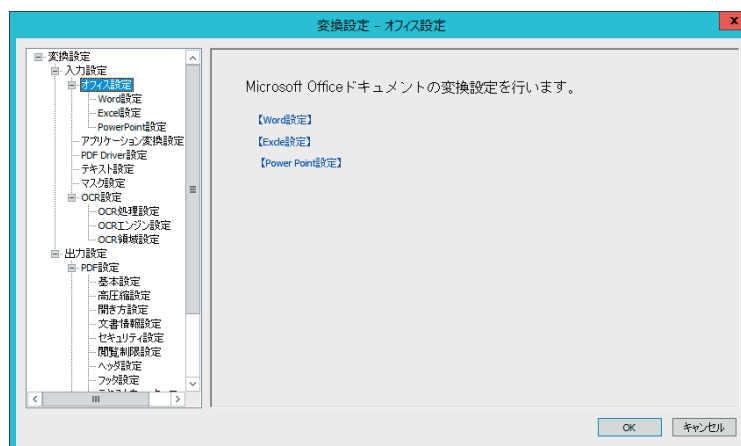 変換設定 - オフィス設定
x
変換設定
入力設定
オフィス設定
Word設定
Excel設定
PowerPoint設定
アプリケーション変換設定
PDF Driver設定
テキスト設定
マスク設定
OCR設定
OCR処理設定
OCRエンジン設定
OCR領域設定
出力設定
PDF設定
基本設定
高圧縮設定
開き方設定
文書情報設定
セキュリティ設定
閲覧制限設定
ヘッダ設定
フッタ設定
Microsoft Officeドキュメントの変換設定を行います。
【Word設定】
【Excle設定】
【Power Point設定】
OK
キャンセル